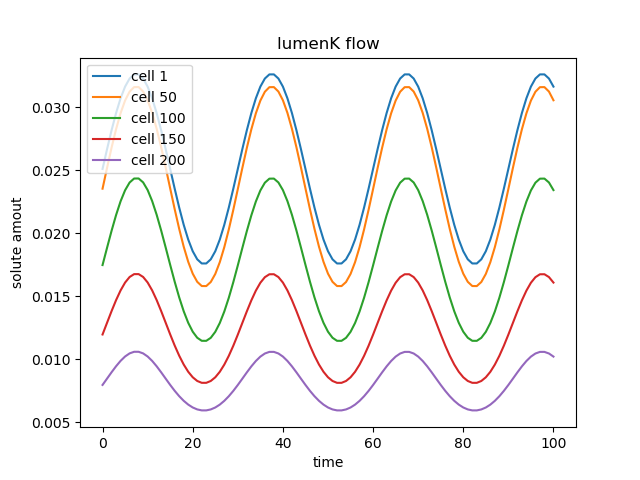 lumenK flow
cell 1
cell 50
cell 100
cell 150
cell 200
solute amout
0.030
0.025
0.020
0.015
0.010
0.005
0 20 40 60 80 100
time